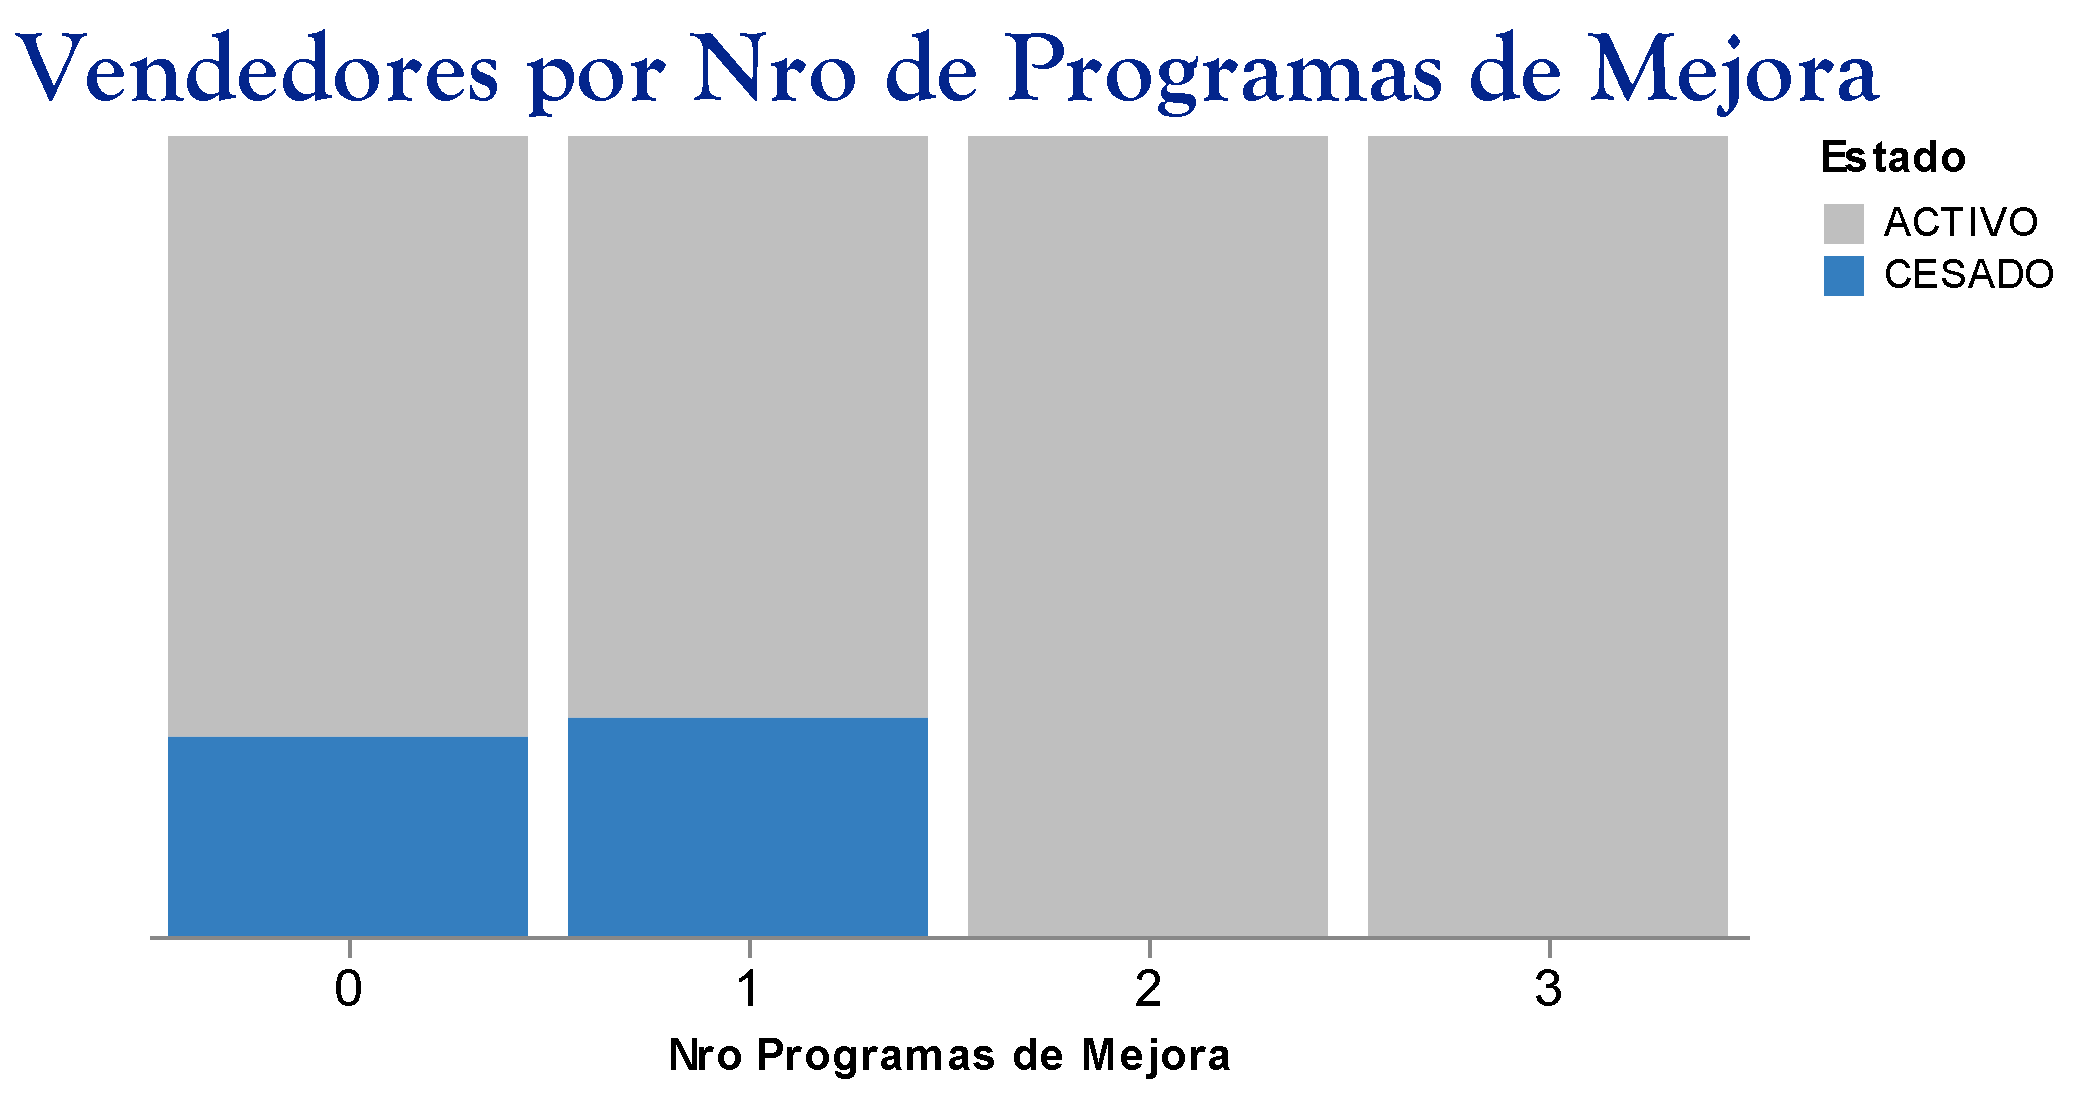 Vendedores por Nro de Programas de Mejora
Estado
ACTIVO
CESADO
0
1
2
3
Nro Programas de Mejora